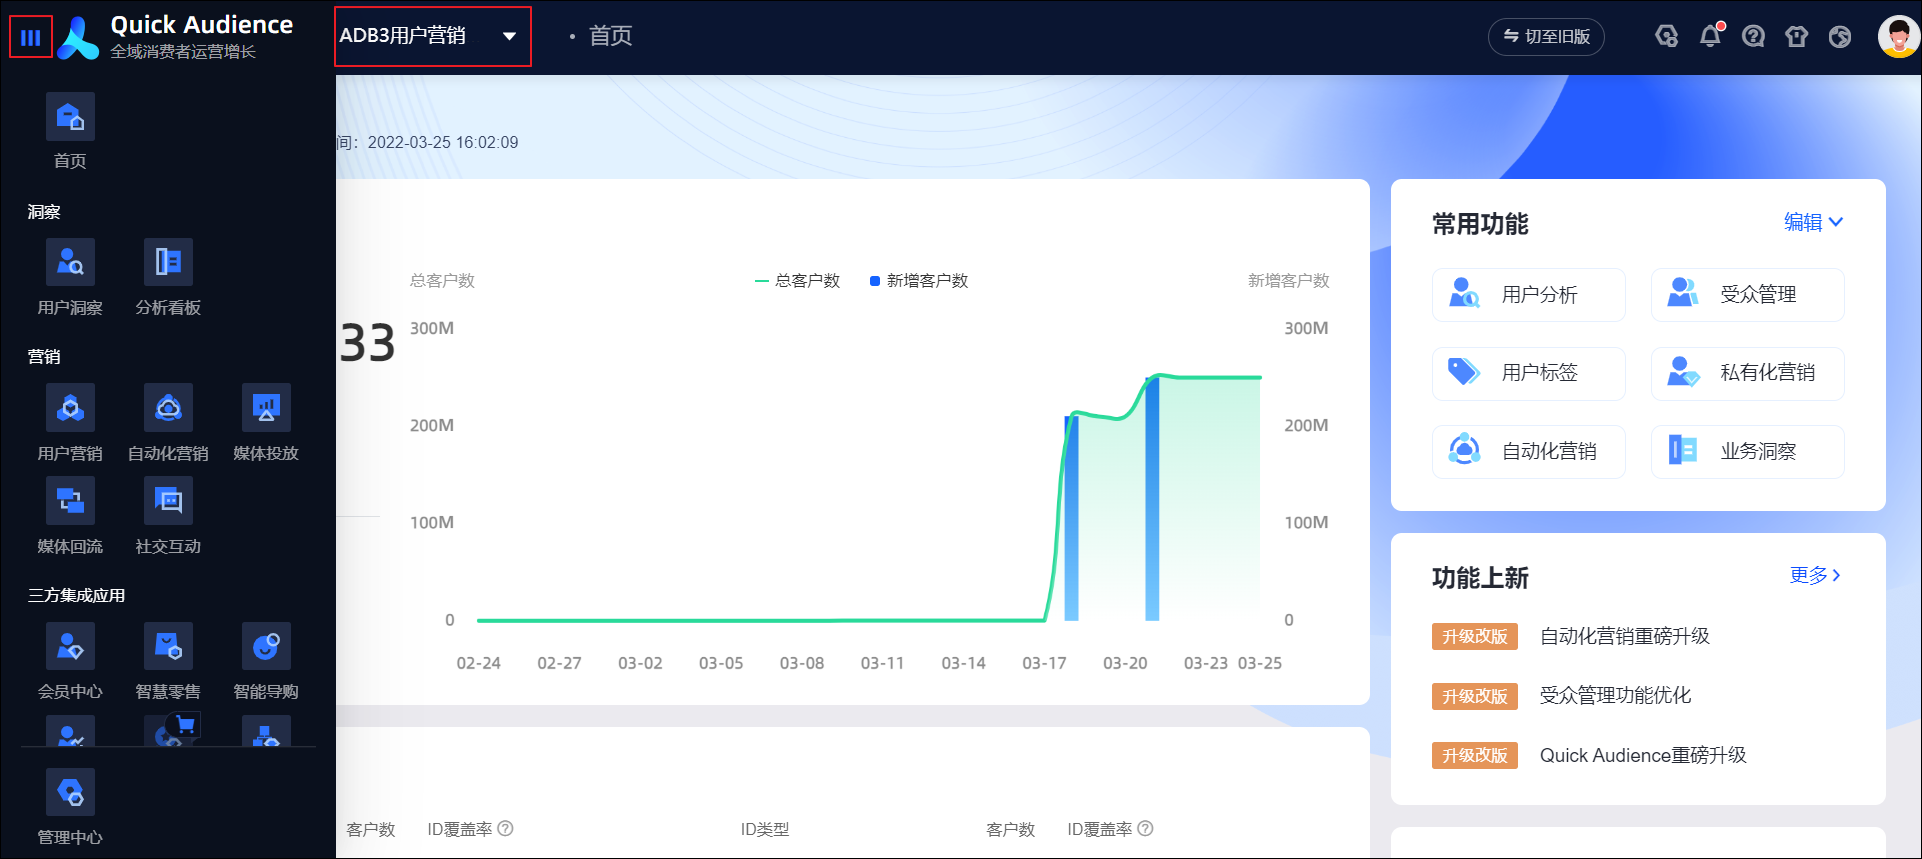 Quick Audience
全域消费者运营增长
ADB3用户营销
• 首页
切至旧版
首页
洞察
用户洞察 分析看板
营销
用户营销 自动化营销 媒体投放
媒体回流 社交互动
三方集成应用
会员中心 智慧零售 智能导购
管理中心
间：2022-03-25 16:02:09
33
总客户数
总客户数 新增客户数
新增客户数
300M 300M
200M 200M
100M 100M
0 0
02-24 02-27 03-02 03-05 03-08 03-11 03-14 03-17 03-20 03-23 03-25
客户数 ID覆盖率 ID类型 客户数 ID覆盖率
常用功能 编辑
用户分析 受众管理
用户标签 私有化营销
自动化营销 业务洞察
功能上新 更多
升级改版 自动化营销重磅升级
升级改版 受众管理功能优化
升级改版 Quick Audience重磅升级